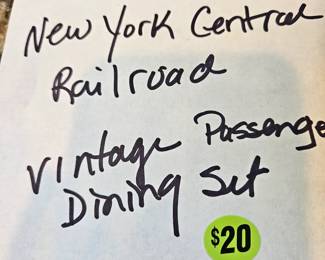 New York Central
Railroad
Vintage Passenge
Dining Set
$20